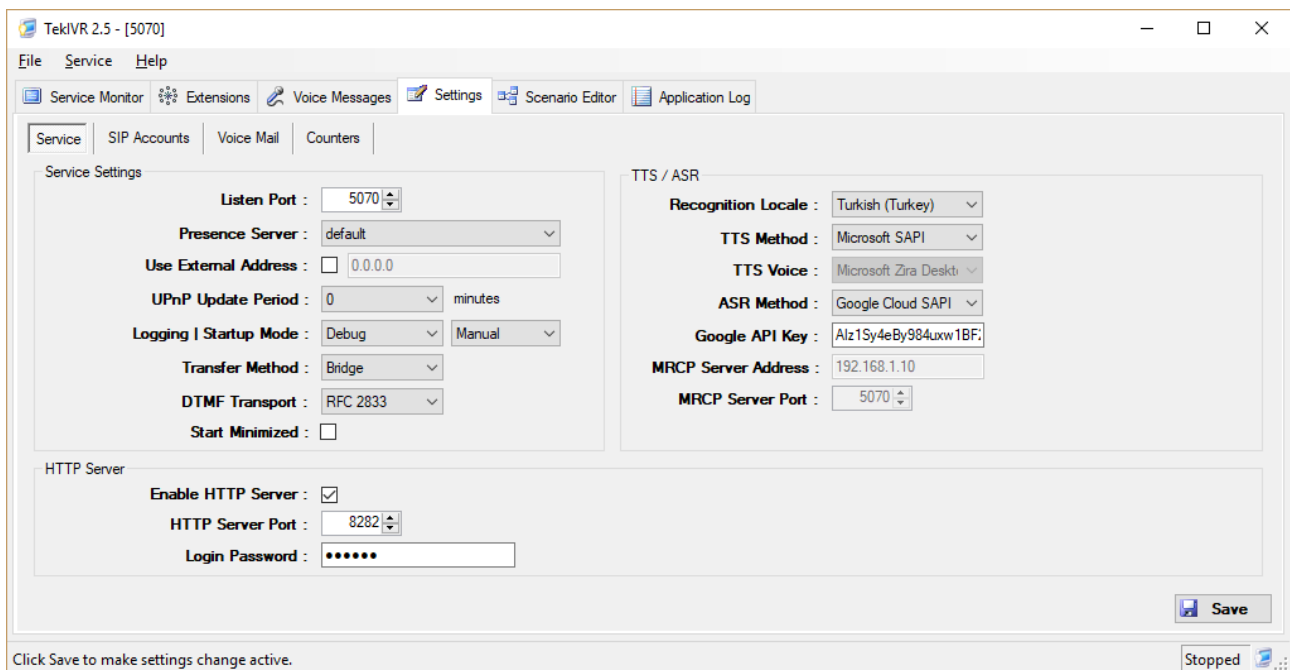 TekIVR 2.5 - [5070]
File Service Help
Service Monitor Extensions Voice Messages Settings Scenario Editor Application Log
Service SIP Accounts Voice Mail Counters
Service Settings
Listen Port : 5070
Presence Server : default
Use External Address : 0.0.0.0
UPnP Update Period : 0 minutes
Logging | Startup Mode : Debug Manual
Transfer Method : Bridge
DTMF Transport : RFC 2833
Start Minimized :
TTS / ASR
Recognition Locale : Turkish (Turkey)
TTS Method : Microsoft SAPI
TTS Voice : Microsoft Zira Deskt
ASR Method : Google Cloud SAPI
Google API Key : AIz1Sy4eBy984uxw1BF
MRCP Server Address : 192.168.1.10
MRCP Server Port : 5070
HTTP Server
Enable HTTP Server :
HTTP Server Port : 8282
Login Password : ••••••
Save
Click Save to make settings change active.
Stopped